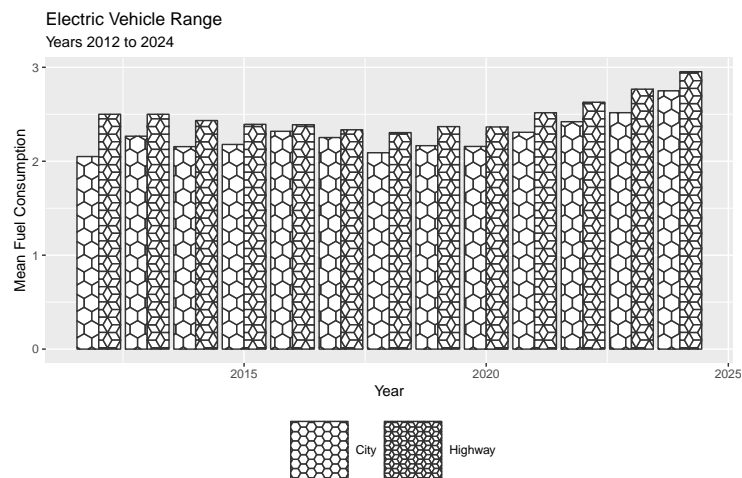 Electric Vehicle Range
Years 2012 to 2024
3
2
1
0
Mean Fuel Consumption
2015
2020
2025
Year
City
Highway